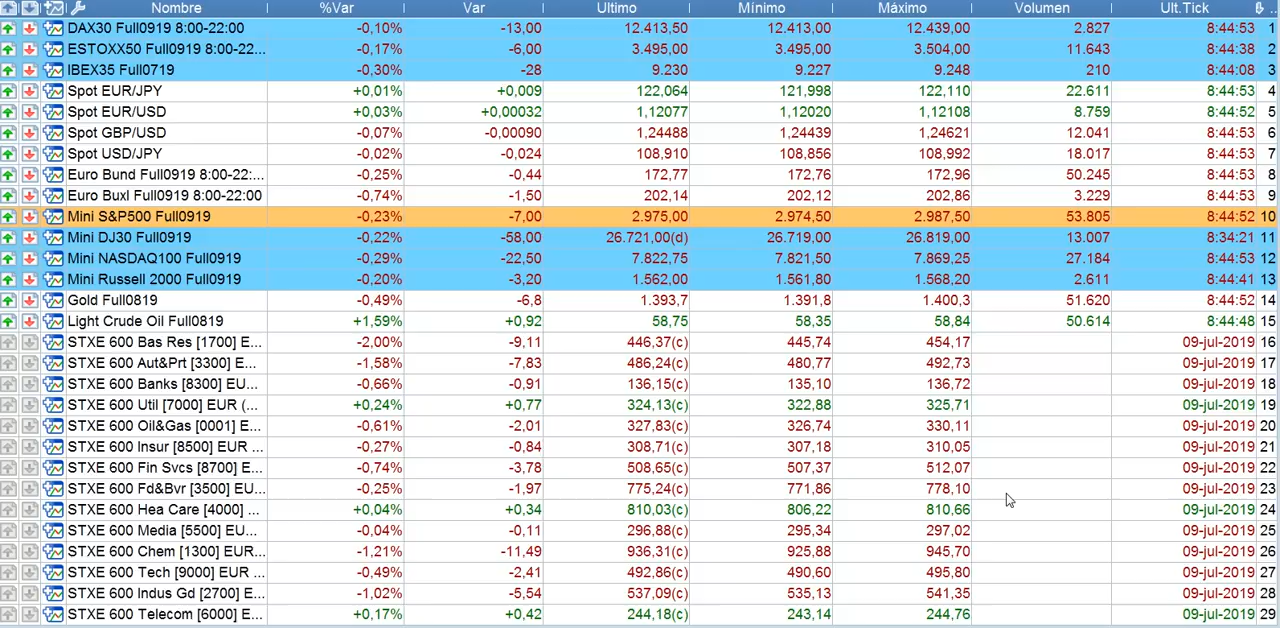 Nombre %Var Var Ultimo Mínimo Máximo Volumen Ult.Tick ..
DAX30 Full0919 8:00-22:00 -0,10% -13,00 12.413,50 12.413,00 12.439,00 2.827 8:44:53 1
ESTOXX50 Full0919 8:00-22... -0,17% -6,00 3.495,00 3.495,00 3.504,00 11.643 8:44:38 2
IBEX35 Full0719 -0,30% -28 9.230 9.227 9.248 210 8:44:08 3
Spot EUR/JPY +0,01% +0,009 122,064 121,998 122,110 22.611 8:44:53 4
Spot EUR/USD +0,03% +0,00032 1,12077 1,12020 1,12108 8.759 8:44:52 5
Spot GBP/USD -0,07% -0,00090 1,24488 1,24439 1,24621 12.041 8:44:53 6
Spot USD/JPY -0,02% -0,024 108,910 108,856 108,992 18.017 8:44:53 7
Euro Bund Full0919 8:00-22:... -0,25% -0,44 172,77 172,76 172,96 50.245 8:44:53 8
Euro Buxl Full0919 8:00-22:00 -0,74% -1,50 202,14 202,12 202,86 3.229 8:44:53 9
Mini S&P500 Full0919 -0,23% -7,00 2.975,00 2.974,50 2.987,50 53.805 8:44:52 10
Mini DJ30 Full0919 -0,22% -58,00 26.721,00(d) 26.719,00 26.819,00 13.007 8:34:21 11
Mini NASDAQ100 Full0919 -0,29% -22,50 7.822,75 7.821,50 7.869,25 27.184 8:44:53 12
Mini Russell 2000 Full0919 -0,20% -3,20 1.562,00 1.561,80 1.568,20 2.611 8:44:41 13
Gold Full0819 -0,49% -6,8 1.393,7 1.391,8 1.400,3 51.620 8:44:52 14
Light Crude Oil Full0819 +1,59% +0,92 58,75 58,35 58,84 50.614 8:44:48 15
STXE 600 Bas Res [1700] E... -2,00% -9,11 446,37(c) 445,74 454,17 09-jul-2019 16
STXE 600 Aut&Prt [3300] E... -1,58% -7,83 486,24(c) 480,77 492,73 09-jul-2019 17
STXE 600 Banks [8300] EU... -0,66% -0,91 136,15(c) 135,10 136,72 09-jul-2019 18
STXE 600 Util [7000] EUR (... +0,24% +0,77 324,13(c) 322,88 325,71 09-jul-2019 19
STXE 600 Oil&Gas [0001] E... -0,61% -2,01 327,83(c) 326,74 330,11 09-jul-2019 20
STXE 600 Insur [8500] EUR ... -0,27% -0,84 308,71(c) 307,18 310,05 09-jul-2019 21
STXE 600 Fin Svcs [8700] E... -0,74% -3,78 508,65(c) 507,37 512,07 09-jul-2019 22
STXE 600 Fd&Bvr [3500] EU... -0,25% -1,97 775,24(c) 771,86 778,10 09-jul-2019 23
STXE 600 Hea Care [4000] ... +0,04% +0,34 810,03(c) 806,22 810,66 09-jul-2019 24
STXE 600 Media [5500] EU... -0,04% -0,11 296,88(c) 295,34 297,02 09-jul-2019 25
STXE 600 Chem [1300] EUR... -1,21% -11,49 936,31(c) 925,88 945,70 09-jul-2019 26
STXE 600 Tech [9000] EUR ... -0,49% -2,41 492,86(c) 490,60 495,80 09-jul-2019 27
STXE 600 Indus Gd [2700] E... -1,02% -5,54 537,09(c) 535,13 541,35 09-jul-2019 28
STXE 600 Telecom [6000] E... +0,17% +0,42 244,18(c) 243,14 244,76 09-jul-2019 29